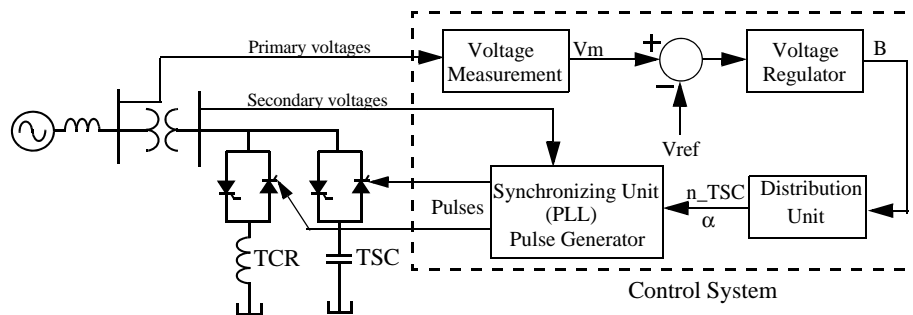 Primary voltages
Voltage
Measurement
Vm
+
−
Vref
Voltage
Regulator
B
Secondary voltages
Synchronizing Unit
(PLL)
Pulse Generator
n_TSC
α
Distribution
Unit
Pulses
TCR
TSC
Control System